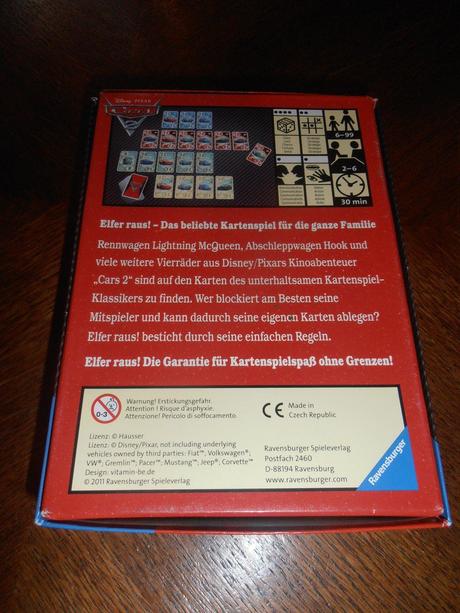 Disney · PIXAR
CARS
2
6–99
2–6
30 min
Elfer raus! – Das beliebte Kartenspiel für die ganze Familie
Rennwagen Lightning McQueen, Abschleppwagen Hook und
viele weitere Vierräder aus Disney/Pixars Kinoabenteuer
„Cars 2“ sind auf den Karten des unterhaltsamen Kartenspiel-
Klassikers zu finden. Wer blockiert am Besten seine
Mitspieler und kann dadurch seine eigenen Karten ablegen?
Elfer raus! besticht durch seine einfachen Regeln.
Elfer raus! Die Garantie für Kartenspielspaß ohne Grenzen!
0-3
Warnung! Erstickungsgefahr.
Attention ! Risque d'asphyxie.
Attenzione! Pericolo di soffocamento.
CE Made in
Czech Republic
Lizenz: © Hausser
Lizenz: © Disney/Pixar, not including underlying
vehicles owned by third parties: Fiat™, Volkswagen®;
VW®; Gremlin™; Pacer™; Mustang™; Jeep®; Corvette™
Design: vitamin-be.de
© 2011 Ravensburger Spieleverlag
Ravensburger Spieleverlag
Postfach 2460
D-88194 Ravensburg
www.ravensburger.com
Ravensburger